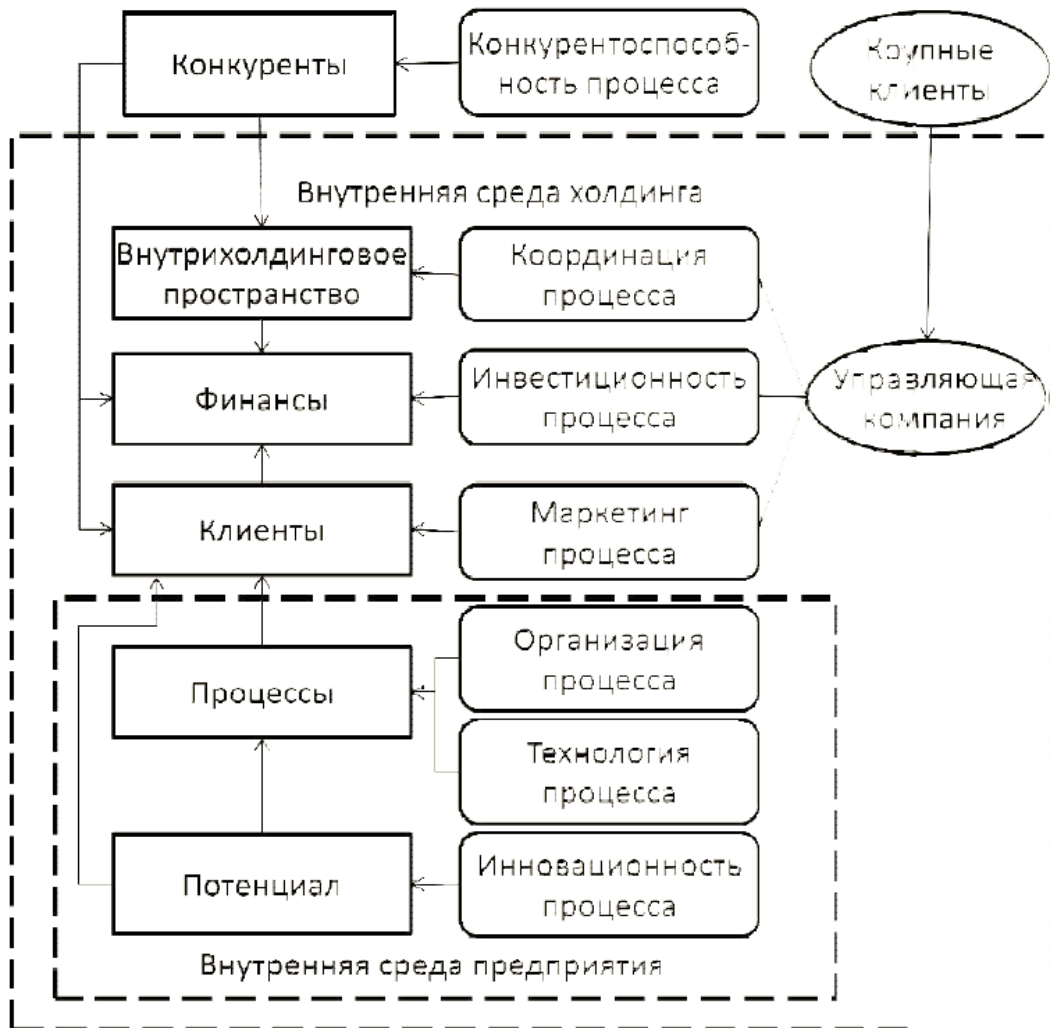 Конкуренты
Конкурентоспособ-
ность процесса
Крупные
клиенты
Внутренняя среда холдинга
Внутрихолдинговое
пространство
Координация
процесса
Финансы
Инвестиционность
процесса
Управляющая
компания
Клиенты
Маркетинг
процесса
Процессы
Организация
процесса
Технология
процесса
Потенциал
Инновационность
процесса
Внутренняя среда предприятия